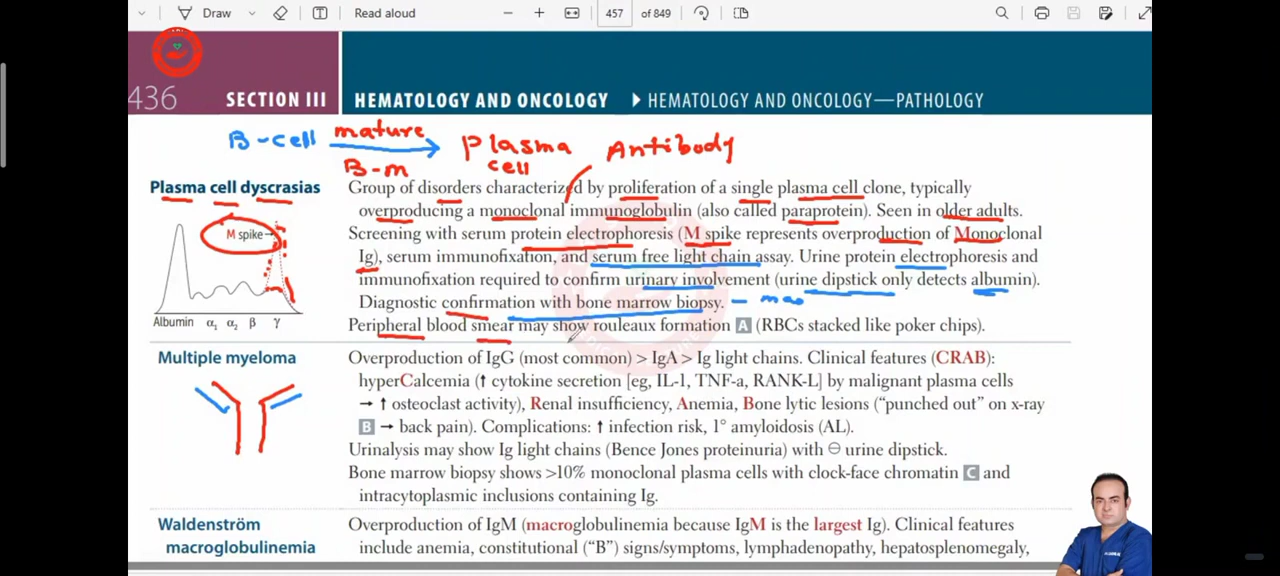 Draw
Read aloud
457 of 849
436 SECTION III HEMATOLOGY AND ONCOLOGY ▶ HEMATOLOGY AND ONCOLOGY—PATHOLOGY
B-cell mature B-m Plasma cell Antibody
Plasma cell dyscrasias
M spike
Albumin α1 α2 β γ
Group of disorders characterized by proliferation of a single plasma cell clone, typically
overproducing a monoclonal immunoglobulin (also called paraprotein). Seen in older adults.
Screening with serum protein electrophoresis (M spike represents overproduction of Monoclonal
Ig), serum immunofixation, and serum free light chain assay. Urine protein electrophoresis and
immunofixation required to confirm urinary involvement (urine dipstick only detects albumin).
Diagnostic confirmation with bone marrow biopsy.
Peripheral blood smear may show rouleaux formation A (RBCs stacked like poker chips).
Multiple myeloma
Overproduction of IgG (most common) > IgA > Ig light chains. Clinical features (CRAB):
hyperCalcemia (↑ cytokine secretion [eg, IL-1, TNF-a, RANK-L] by malignant plasma cells
→ ↑ osteoclast activity), Renal insufficiency, Anemia, Bone lytic lesions (“punched out” on x-ray
B → back pain). Complications: ↑ infection risk, 1° amyloidosis (AL).
Urinalysis may show Ig light chains (Bence Jones proteinuria) with ⊖ urine dipstick.
Bone marrow biopsy shows >10% monoclonal plasma cells with clock-face chromatin C and
intracytoplasmic inclusions containing Ig.
Waldenström
macroglobulinemia
Overproduction of IgM (macroglobulinemia because IgM is the largest Ig). Clinical features
include anemia, constitutional (“B”) signs/symptoms, lymphadenopathy, hepatosplenomegaly,